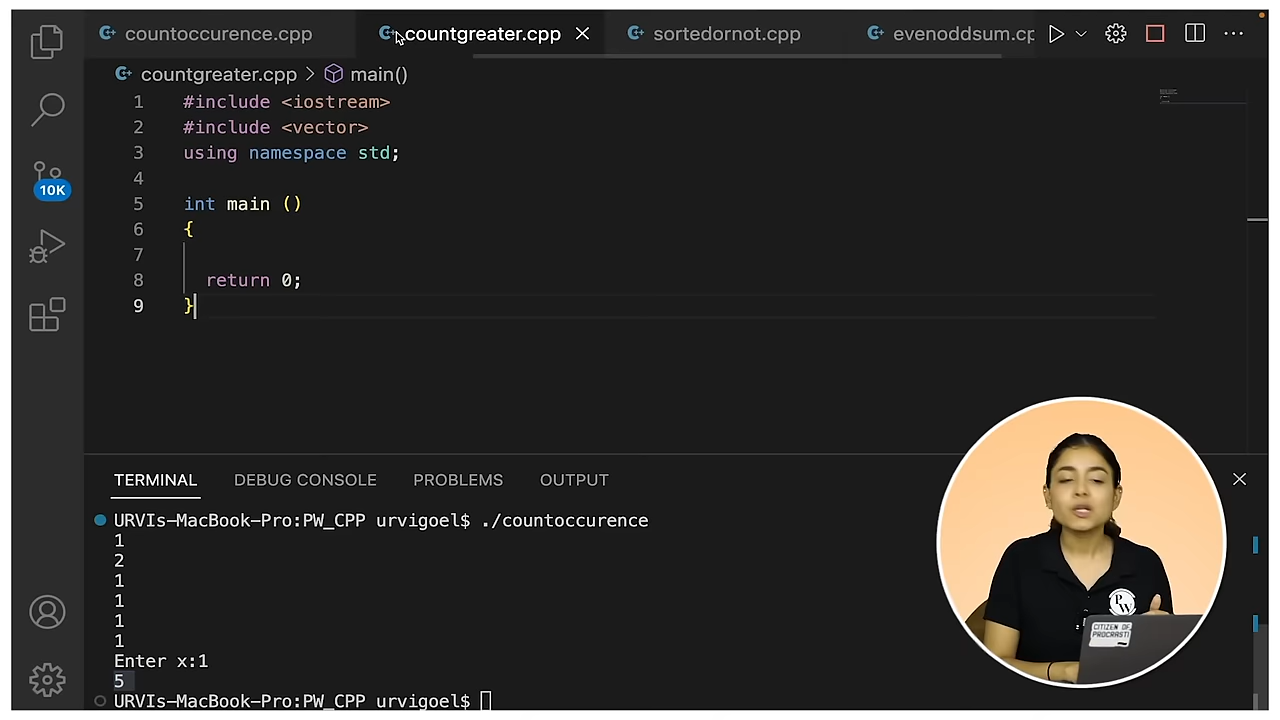 countoccurence.cpp
countgreater.cpp
sortedornot.cpp
evenoddsum.cp
countgreater.cpp > main()
1 #include <iostream>
2 #include <vector>
3 using namespace std;
4
5 int main ()
6 {
7
8 return 0;
9 }
10K
TERMINAL DEBUG CONSOLE PROBLEMS OUTPUT
URVIs-MacBook-Pro:PW_CPP urvigoel$ ./countoccurence
1
2
1
1
1
1
Enter x:1
5
URVIs-MacBook-Pro:PW_CPP urvigoel$
PW
CITIZEN OF
PROCRASTI